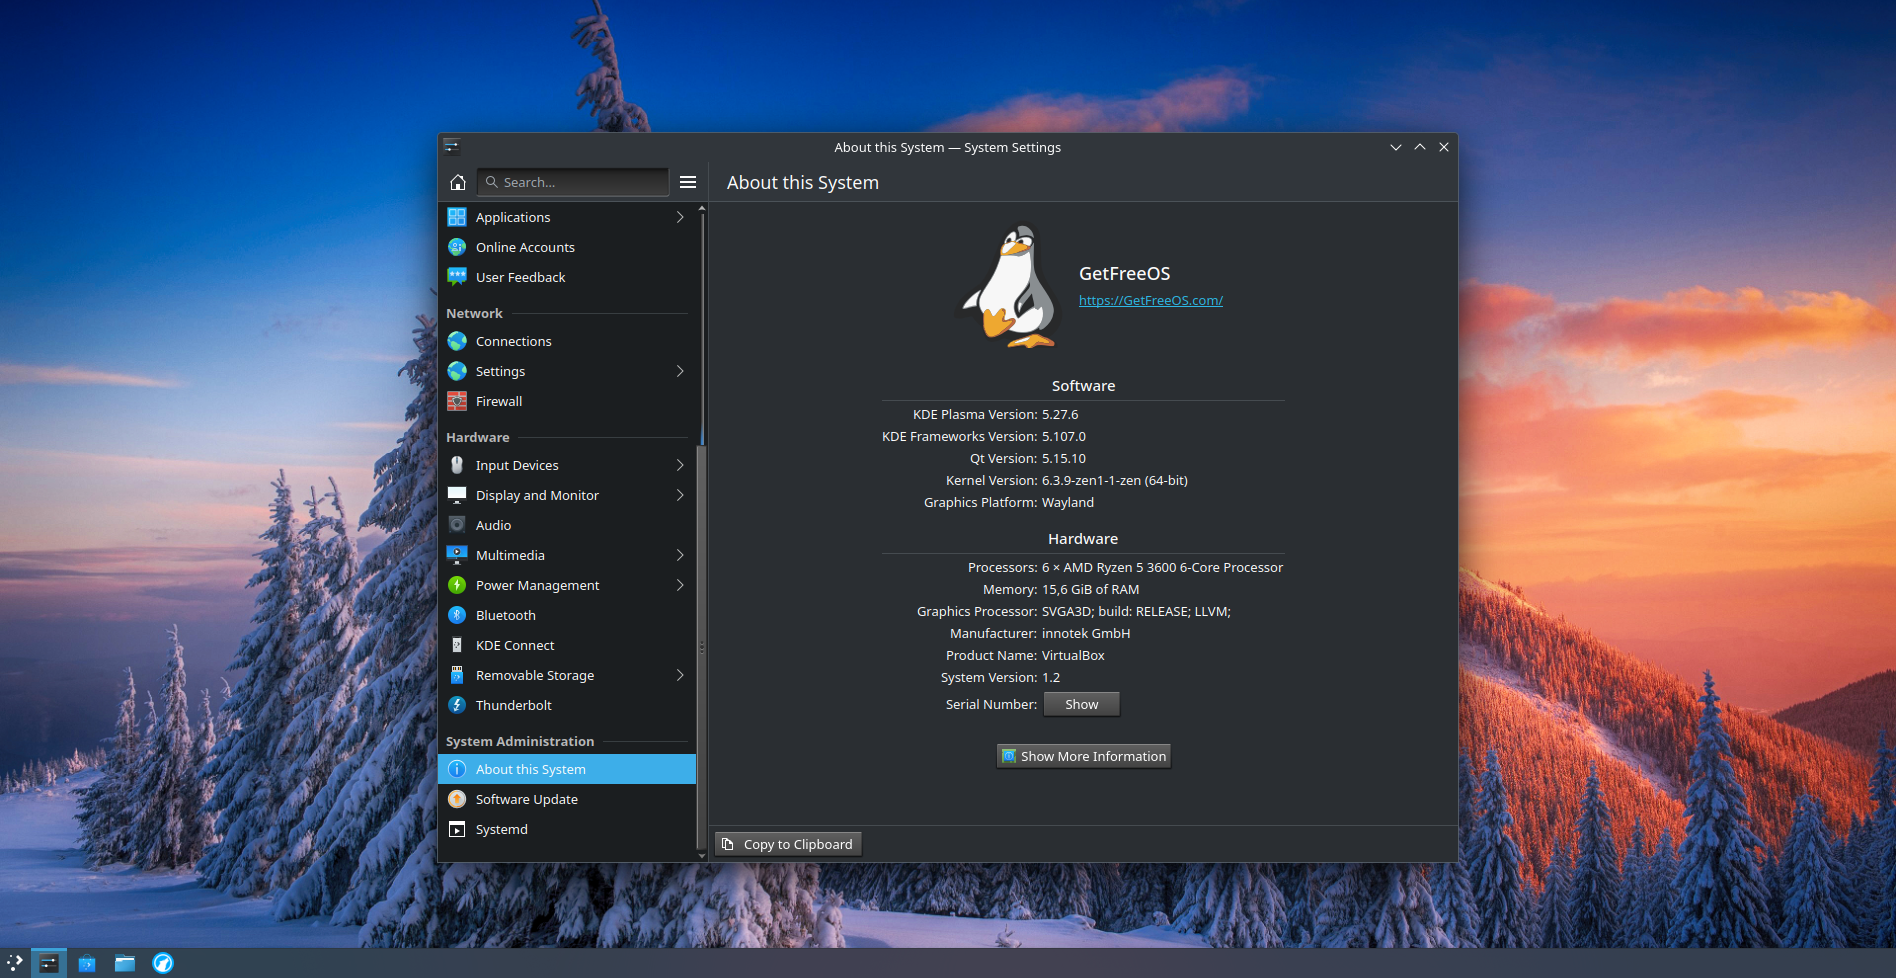 About this System — System Settings
Search...
About this System
Applications
Online Accounts
User Feedback
Network
Connections
Settings
Firewall
Hardware
Input Devices
Display and Monitor
Audio
Multimedia
Power Management
Bluetooth
KDE Connect
Removable Storage
Thunderbolt
System Administration
About this System
Software Update
Systemd
GetFreeOS
https://GetFreeOS.com/
Software
KDE Plasma Version: 5.27.6
KDE Frameworks Version: 5.107.0
Qt Version: 5.15.10
Kernel Version: 6.3.9-zen1-1-zen (64-bit)
Graphics Platform: Wayland
Hardware
Processors: 6 × AMD Ryzen 5 3600 6-Core Processor
Memory: 15,6 GiB of RAM
Graphics Processor: SVGA3D; build: RELEASE; LLVM;
Manufacturer: innotek GmbH
Product Name: VirtualBox
System Version: 1.2
Serial Number: Show
Show More Information
Copy to Clipboard